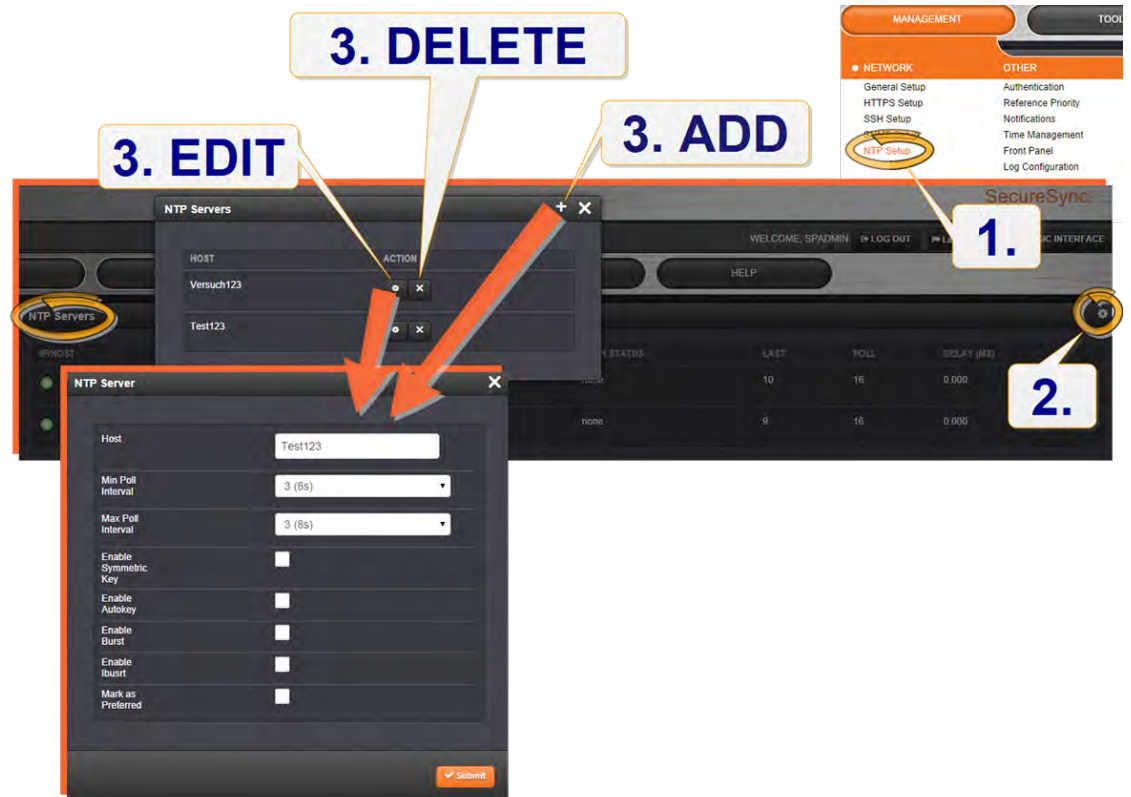 MANAGEMENT
TOOL
3. DELETE
NETWORK
OTHER
General Setup
Authentication
HTTPS Setup
Reference Priority
SSH Setup
Notifications
Time Management
3. EDIT
3. ADD
NTP Setup
Front Panel
Log Configuration
SecureSync
NTP Servers
1.
WELCOME, SPADMIN
LOG OUT
INTERFACE
HOST
ACTION
HELP
Versuch123
NTP Servers
Test123
STATUS
LAST
POLL
DELAY (MS)
none
10
16
0.000
2.
NTP Server
none
9
16
0.000
Host
Test123
Min Poll
Interval
3 (8s)
Max Poll
Interval
3 (8s)
Enable
Symmetric
Key
Enable
Autokey
Enable
Burst
Enable
Ibusrt
Mark as
Preferred
Submit